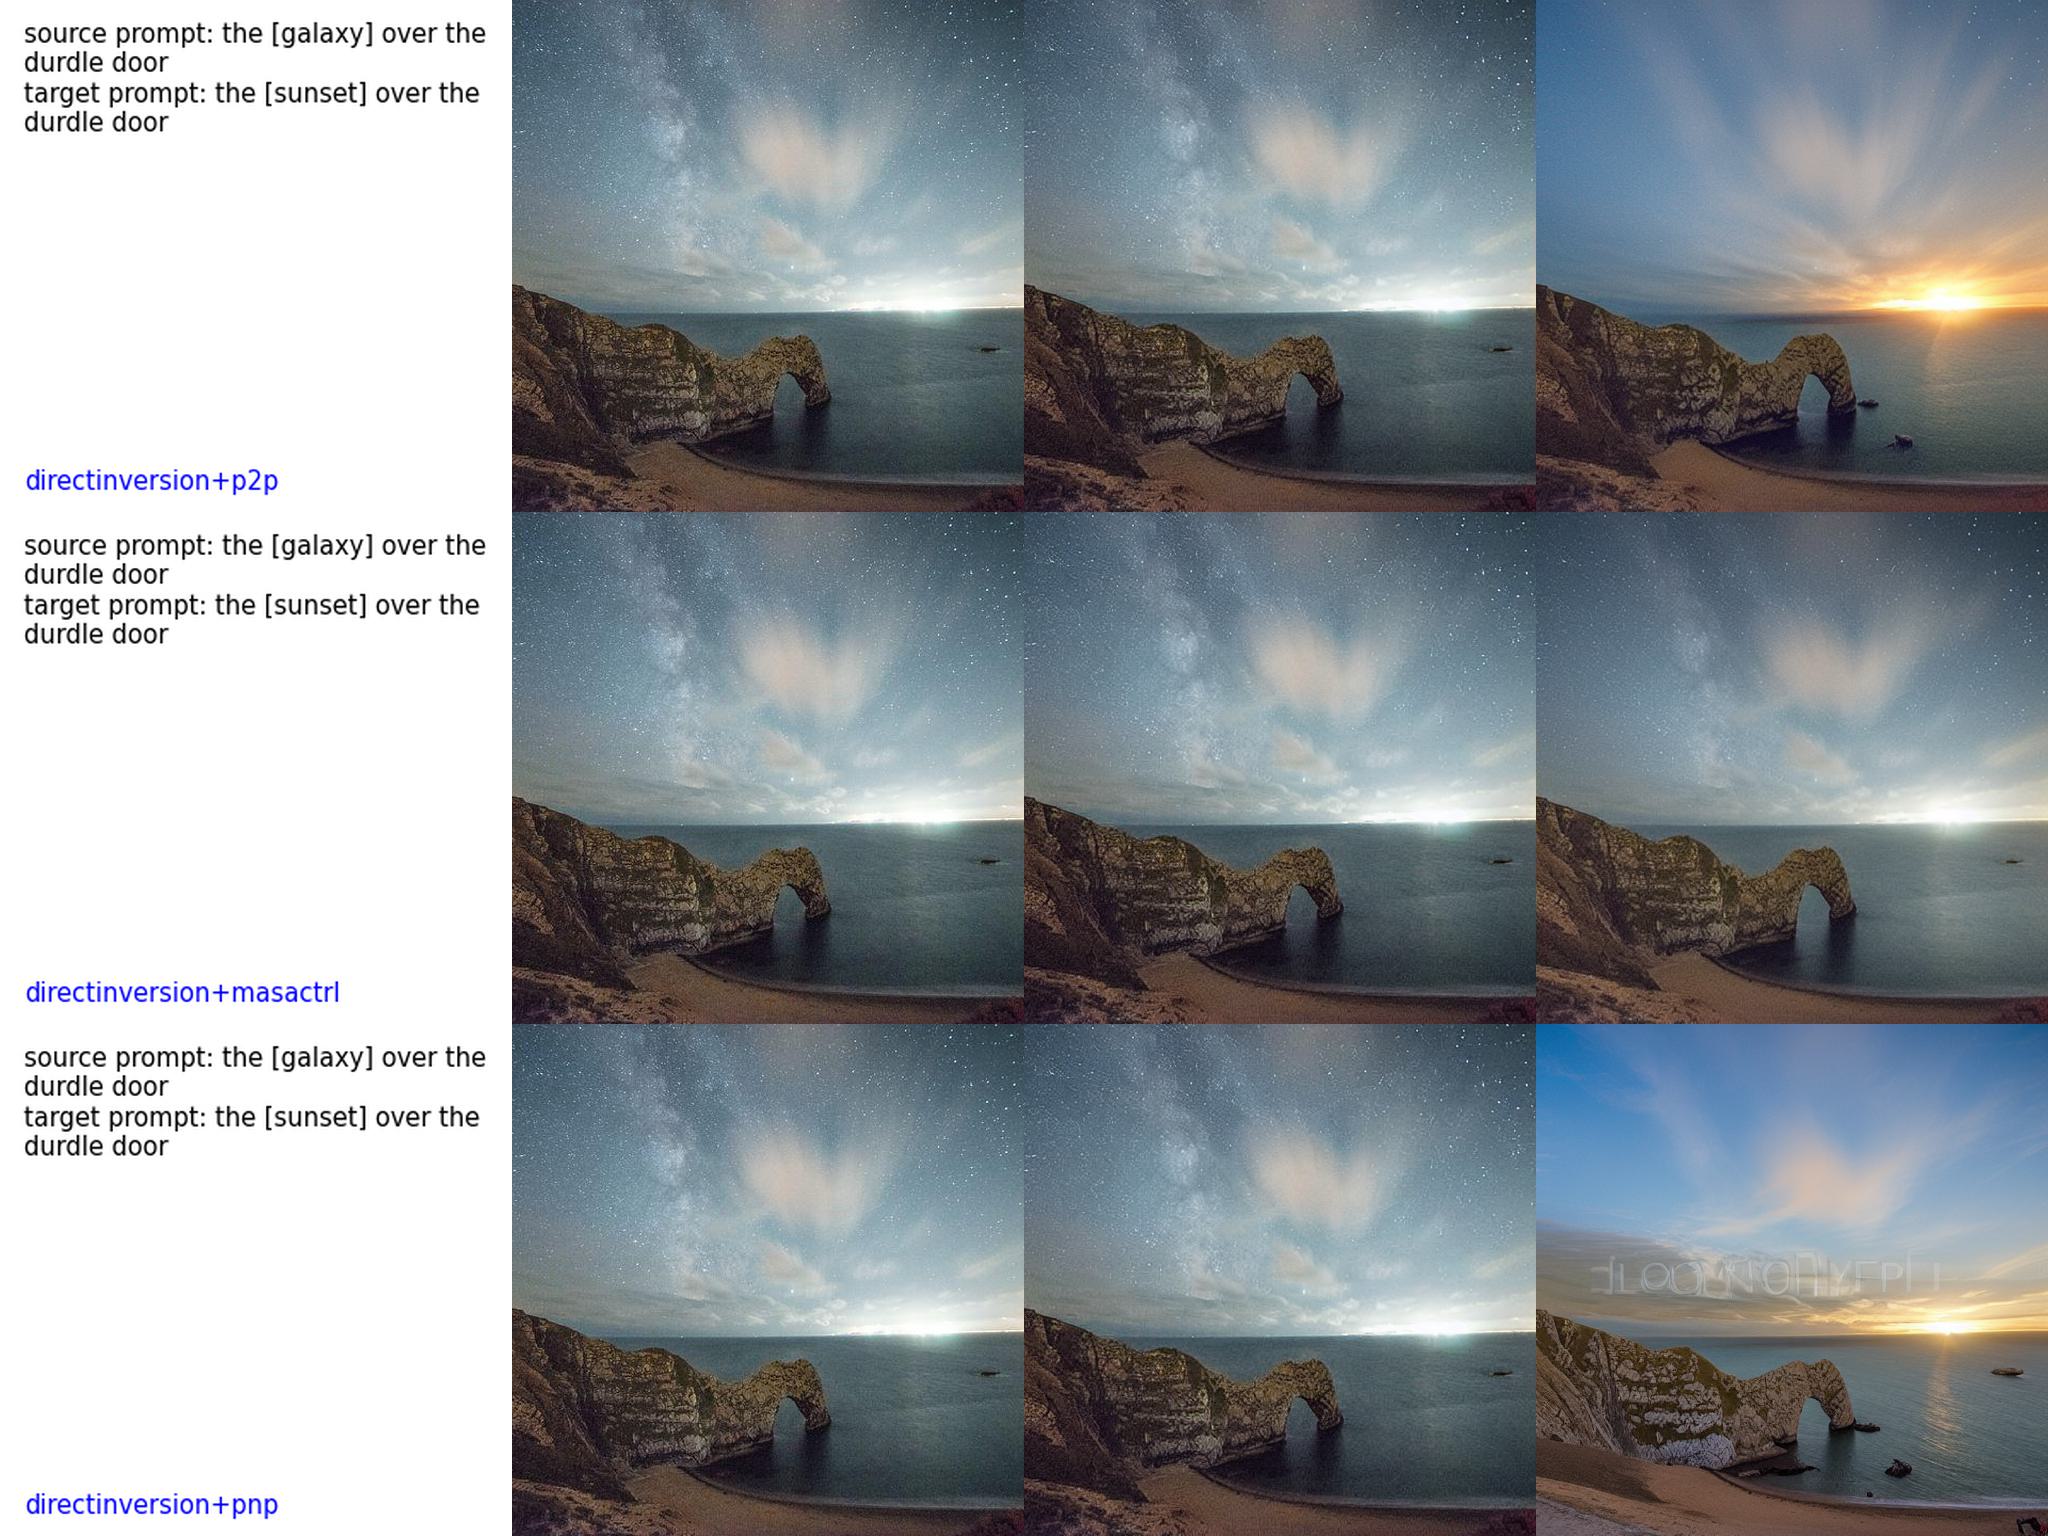 source prompt: the [galaxy] over the
durdle door
target prompt: the [sunset] over the
durdle door
directinversion+p2p
source prompt: the [galaxy] over the
durdle door
target prompt: the [sunset] over the
durdle door
directinversion+masactrl
source prompt: the [galaxy] over the
durdle door
target prompt: the [sunset] over the
durdle door
directinversion+pnp